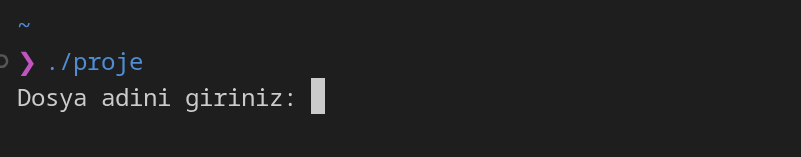 ~
❯ ./proje
Dosya adini giriniz: